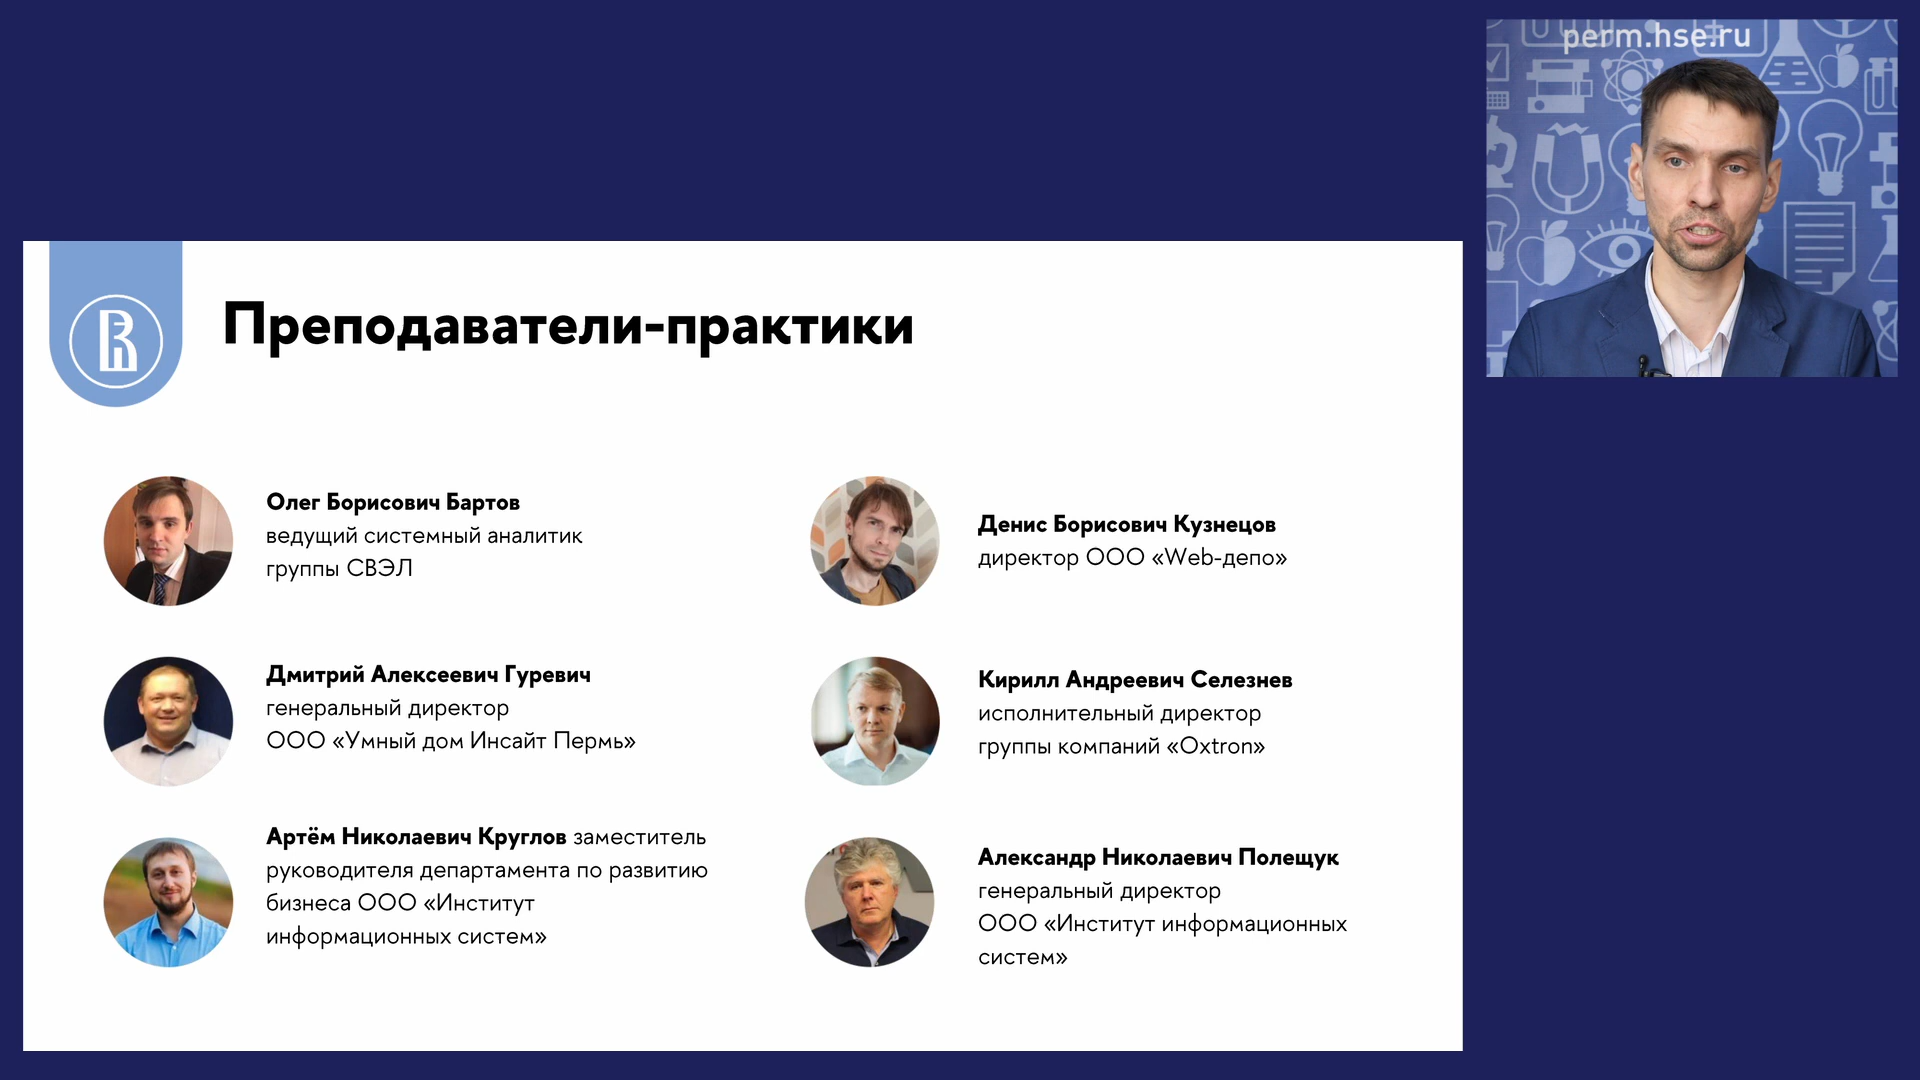 perm.hse.ru
Преподаватели-практики
Олег Борисович Бартов
ведущий системный аналитик
группы СВЭЛ
Дмитрий Алексеевич Гуревич
генеральный директор
ООО «Умный дом Инсайт Пермь»
Артём Николаевич Круглов заместитель
руководителя департамента по развитию
бизнеса ООО «Институт
информационных систем»
Денис Борисович Кузнецов
директор ООО «Web-депо»
Кирилл Андреевич Селезнев
исполнительный директор
группы компаний «Oxtron»
Александр Николаевич Полещук
генеральный директор
ООО «Институт информационных
систем»